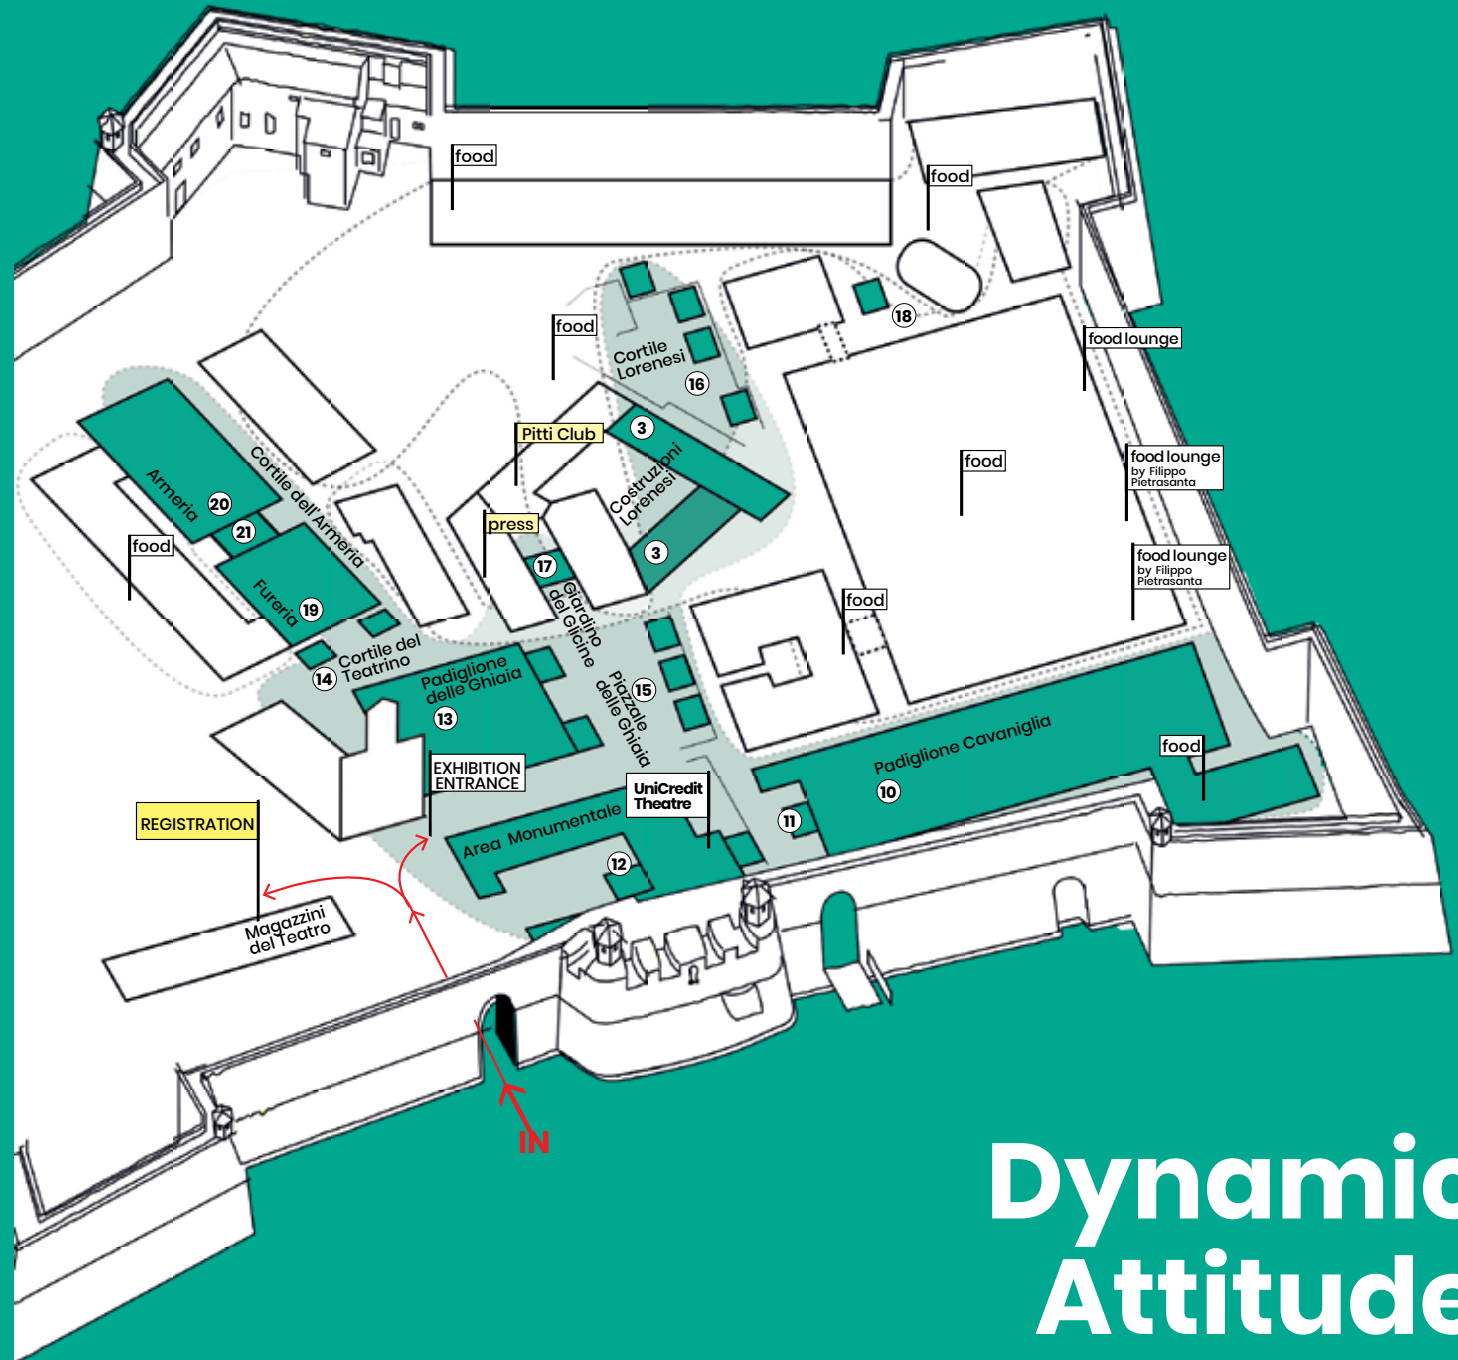 food
food
food
food lounge
Cortile
Lorenesi
16
18
3
Pitti Club
food lounge
by Filippo
Pietrasanta
food
Costruzioni
Lorenesi
3
Armeria
20
21
Cortile dell'Armeria
press
food
food lounge
by Filippo
Pietrasanta
17
Giardino
del Glicine
food
Fureria
19
Cortile del
Teatrino
14
Padiglione
delle Ghiaia
13
15
Piazzale
delle Ghiaia
Padiglione Cavaniglia
10
food
EXHIBITION
ENTRANCE
UniCredit
Theatre
REGISTRATION
Area Monumentale
11
12
Magazzini
del Teatro
IN
Dynamic
Attitude